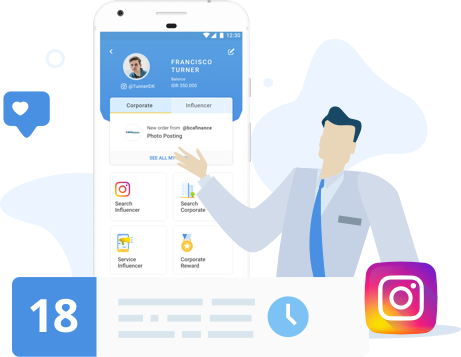 12:30
FRANCISCO
TURNER
Balance
IDR 350.000
@TurnerDX
Corporate
Influencer
New order from @bcafinance
Photo Posting
SEE ALL
Search
Influencer
Search
Corporate
Service
Influencer
Corporate
Reward
18